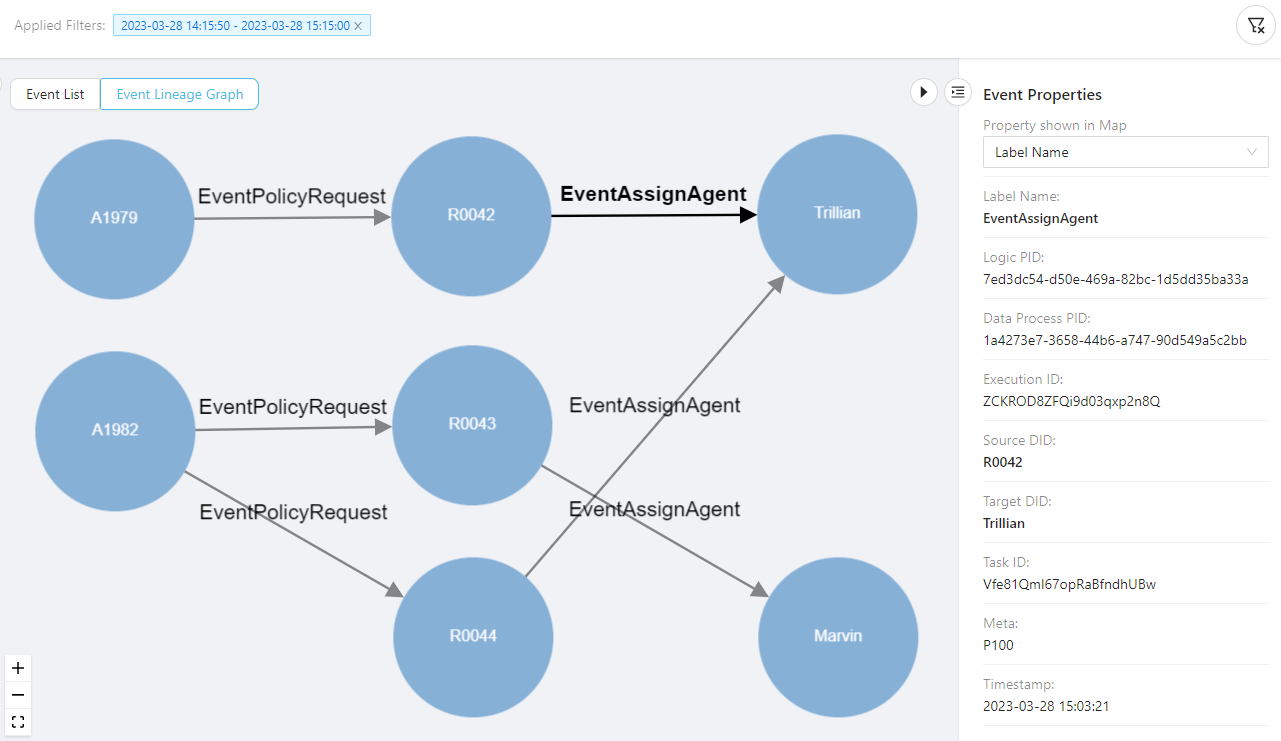 Applied Filters: 2023-03-28 14:15:50 - 2023-03-28 15:15:00 ×
Event List
Event Lineage Graph
A1979
EventPolicyRequest
R0042
EventAssignAgent
Trillian
A1982
EventPolicyRequest
R0043
EventAssignAgent
EventPolicyRequest
EventAssignAgent
R0044
Marvin
Event Properties
Property shown in Map
Label Name
Label Name:
EventAssignAgent
Logic PID:
7ed3dc54-d50e-469a-82bc-1d5dd35ba33a
Data Process PID:
1a4273e7-3658-44b6-a747-90d549a5c2bb
Execution ID:
ZCKROD8ZFQi9d03qxp2n8Q
Source DID:
R0042
Target DID:
Trillian
Task ID:
Vfe81Qml67opRaBfndhUBw
Meta:
P100
Timestamp:
2023-03-28 15:03:21